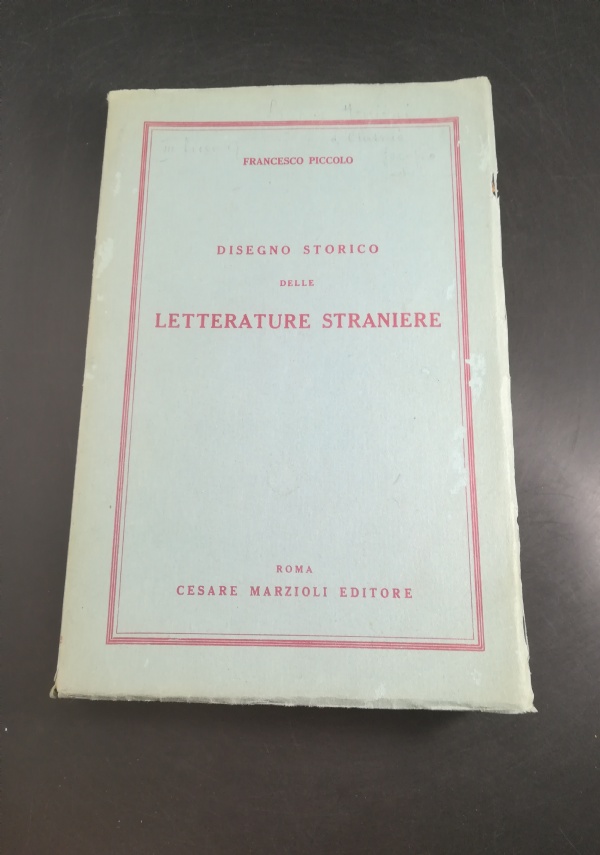 FRANCESCO PICCOLO
DISEGNO STORICO
DELLE
LETTERATURE STRANIERE
ROMA
CESARE MARZIOLI EDITORE